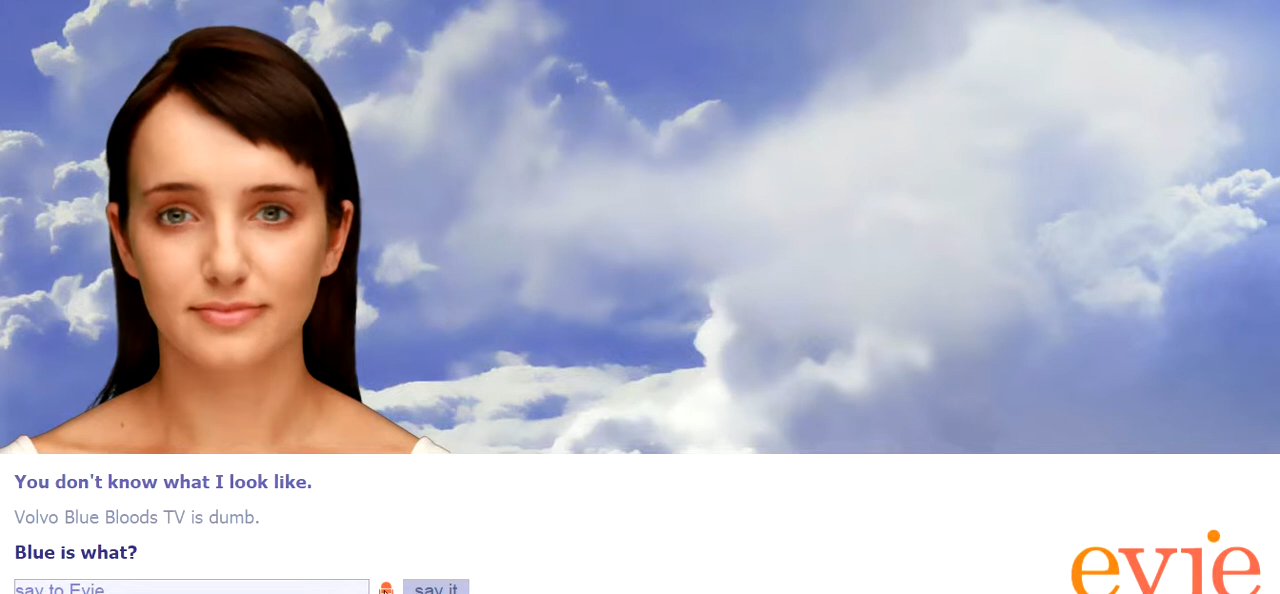 You don't know what I look like.
Volvo Blue Bloods TV is dumb.
Blue is what?
say to Evie
say it
evie